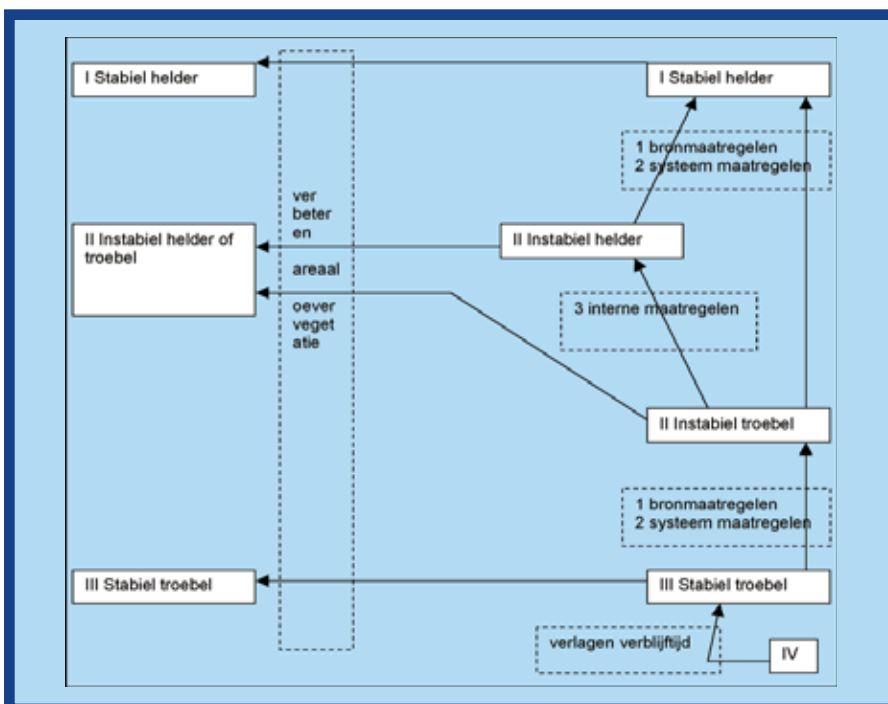 I Stabiel helder
I Stabiel helder
1 bronmaatregelen
2 systeem maatregelen
ver
beter
en
areaal
oever
veget
atie
II Instabiel helder of
troebel
II Instabiel helder
3 interne maatregelen
II Instabiel troebel
1 bronmaatregelen
2 systeem maatregelen
III Stabiel troebel
III Stabiel troebel
verlagen verblijftijd
IV